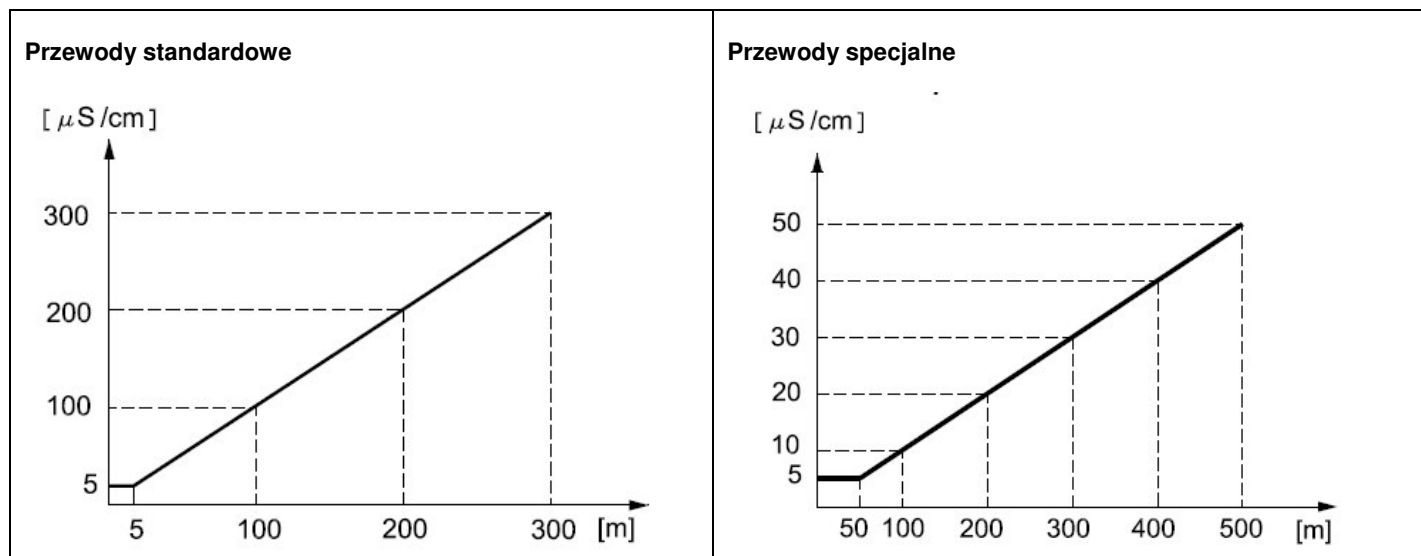 Przewody standardowe
[ μS/cm ]
300
200
100
5
5 100 200 300 [m]
Przewody specjalne
[ μS/cm ]
50
40
30
20
10
5
50 100 200 300 400 500 [m]